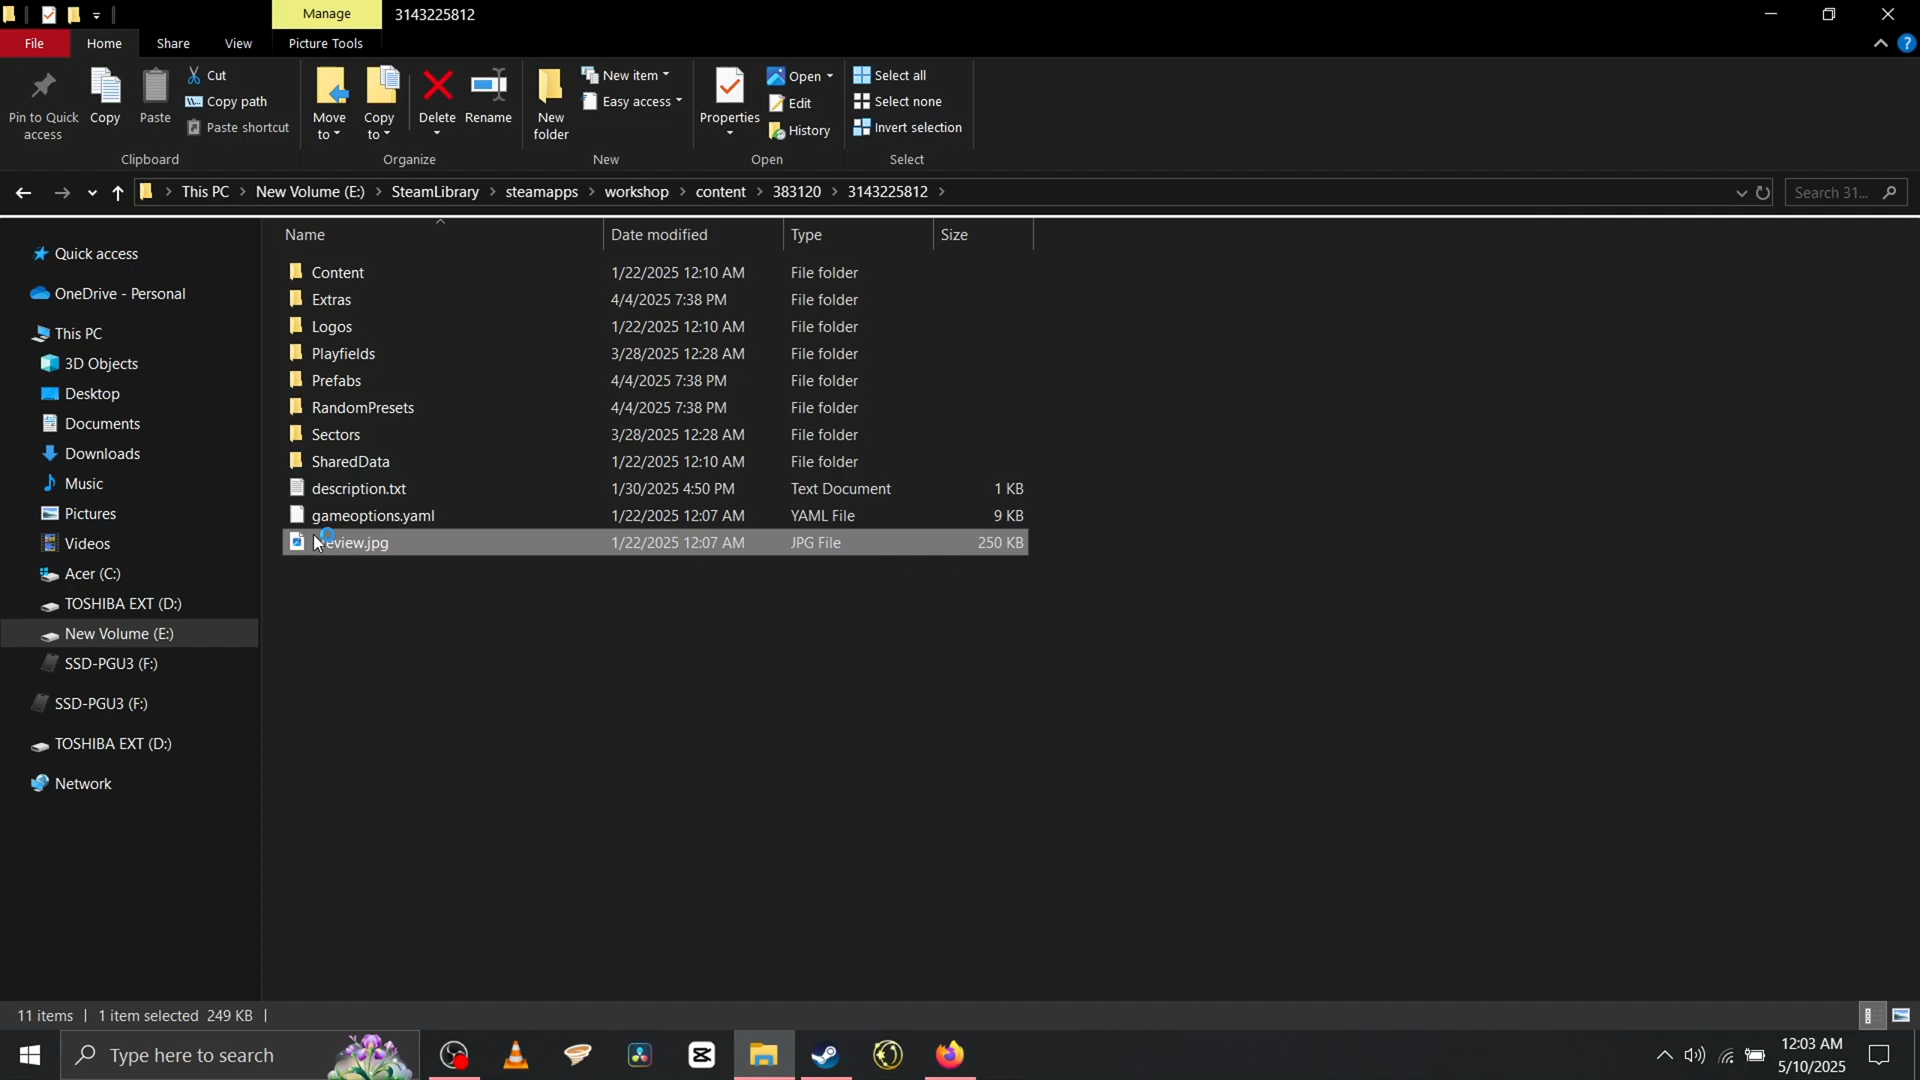 Manage
3143225812
File
Home
Share
View
Picture Tools
Pin to Quick access
Copy
Paste
Cut
Copy path
Paste shortcut
Clipboard
Move to
Copy to
Delete
Rename
Organize
New folder
New item
Easy access
New
Properties
Open
Edit
History
Open
Select all
Select none
Invert selection
Select
This PC > New Volume (E:) > SteamLibrary > steamapps > workshop > content > 383120 > 3143225812 >
Search 31...
Name
Date modified
Type
Size
Content 1/22/2025 12:10 AM File folder
Extras 4/4/2025 7:38 PM File folder
Logos 1/22/2025 12:10 AM File folder
Playfields 3/28/2025 12:28 AM File folder
Prefabs 4/4/2025 7:38 PM File folder
RandomPresets 4/4/2025 7:38 PM File folder
Sectors 3/28/2025 12:28 AM File folder
SharedData 1/22/2025 12:10 AM File folder
description.txt 1/30/2025 4:50 PM Text Document 1 KB
gameoptions.yaml 1/22/2025 12:07 AM YAML File 9 KB
eview.jpg 1/22/2025 12:07 AM JPG File 250 KB
Quick access
OneDrive - Personal
This PC
3D Objects
Desktop
Documents
Downloads
Music
Pictures
Videos
Acer (C:)
TOSHIBA EXT (D:)
New Volume (E:)
SSD-PGU3 (F:)
SSD-PGU3 (F:)
TOSHIBA EXT (D:)
Network
11 items
1 item selected 249 KB
Type here to search
12:03 AM
5/10/2025